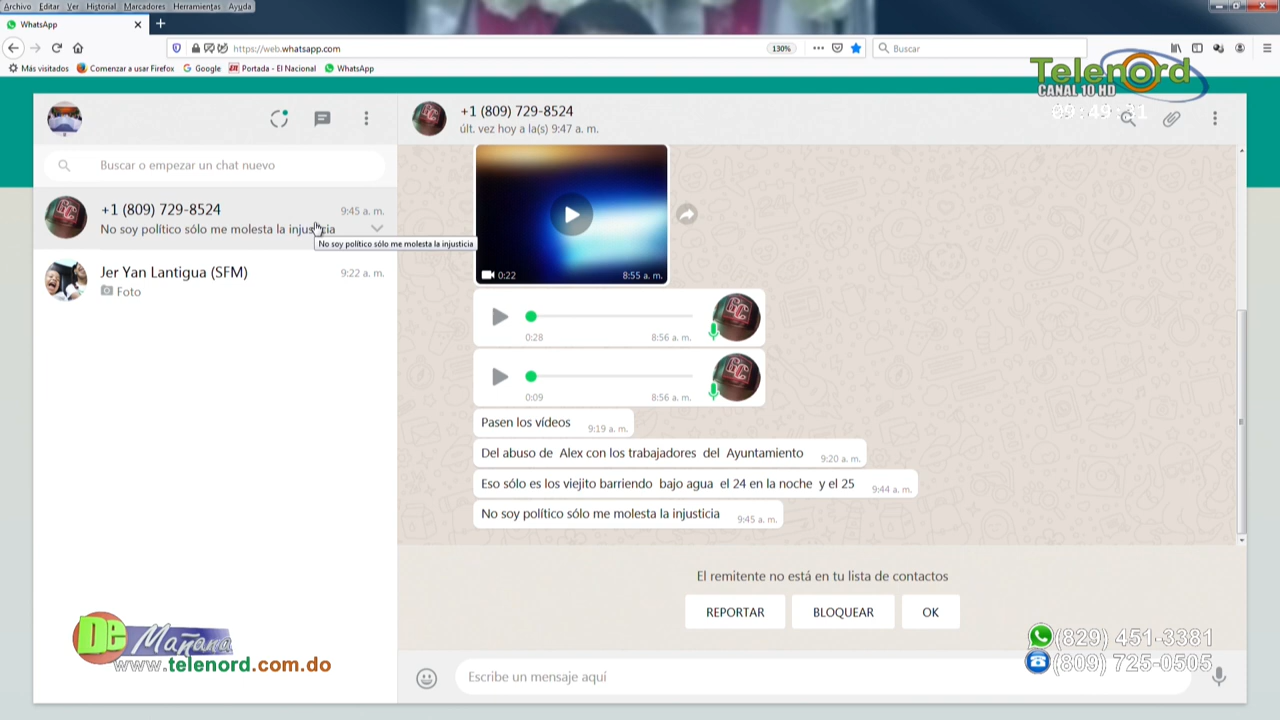 Archivo Editar Ver Historial Marcadores Herramientas Ayuda
WhatsApp
https://web.whatsapp.com
130%
Buscar
Más visitados Comenzar a usar Firefox Google Portada - El Nacional WhatsApp
Telenord
CANAL 10 HD
09:49:31
+1 (809) 729-8524
últ. vez hoy a la(s) 9:47 a. m.
Buscar o empezar un chat nuevo
+1 (809) 729-8524
9:45 a. m.
No soy político sólo me molesta la injusticia
No soy político sólo me molesta la injusticia
Jer Yan Lantigua (SFM)
9:22 a. m.
Foto
0:22
8:55 a. m.
GC
0:28
8:56 a. m.
GC
0:09
8:56 a. m.
Pasen los vídeos
9:19 a. m.
Del abuso de Alex con los trabajadores del Ayuntamiento
9:20 a. m.
Eso sólo es los viejito barriendo bajo agua el 24 en la noche y el 25
9:44 a. m.
No soy político sólo me molesta la injusticia
9:45 a. m.
El remitente no está en tu lista de contactos
REPORTAR
BLOQUEAR
OK
Escribe un mensaje aquí
De Mañana
www.telenord.com.do
(829) 451-3381
(809) 725-0505